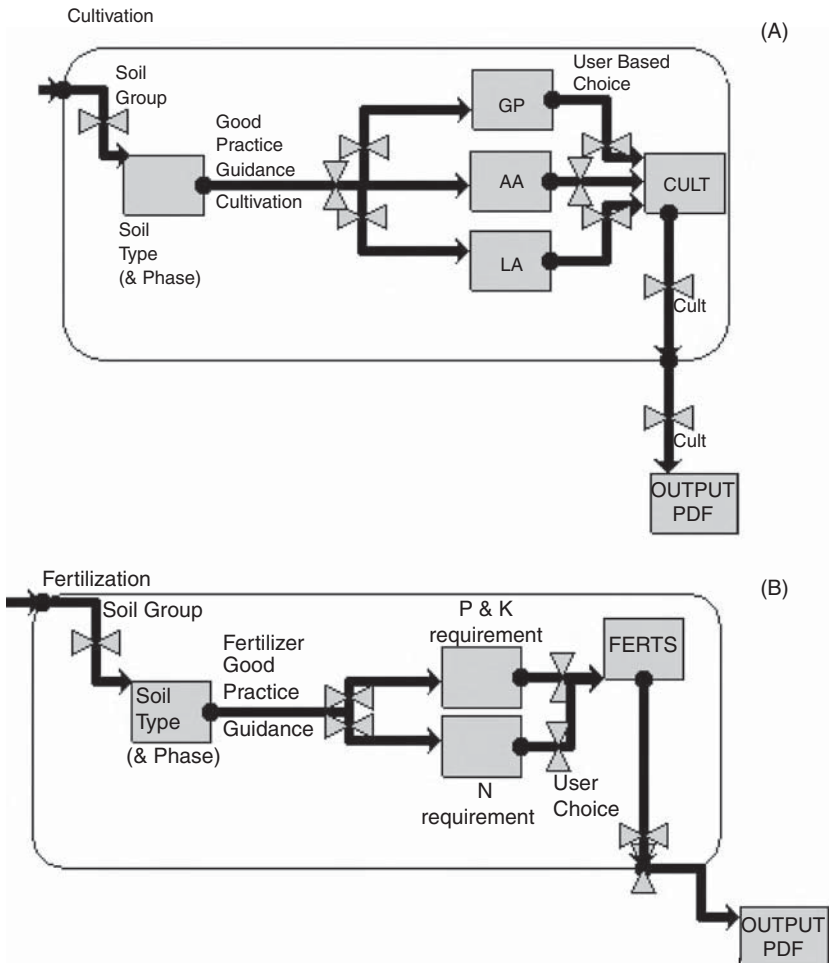 Cultivation
(A)
Soil
Group
User Based
Choice
GP
Good
Practice
Guidance
Cultivation
AA
CULT
Soil
Type
(& Phase)
LA
Cult
Cult
OUTPUT
PDF
Fertilization
(B)
Soil Group
P & K
requirement
FERTS
Fertilizer
Good
Practice
Guidance
Soil
Type
(& Phase)
N
requirement
User
Choice
OUTPUT
PDF